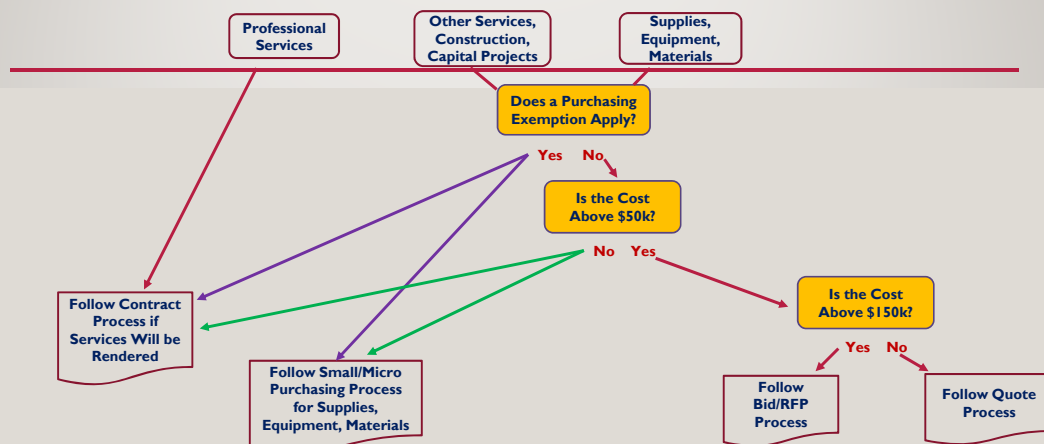 Professional
Services
Other Services,
Construction,
Capital Projects
Supplies,
Equipment,
Materials
Does a Purchasing
Exemption Apply?
Yes No
Is the Cost
Above $50k?
No Yes
Is the Cost
Above $150k?
Yes No
Follow Contract
Process if
Services Will be
Rendered
Follow Small/Micro
Purchasing Process
for Supplies,
Equipment, Materials
Follow
Bid/RFP
Process
Follow Quote
Process